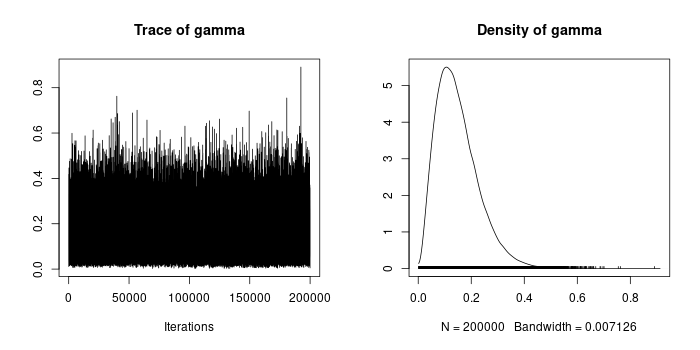 Trace of gamma
0.8
0.6
0.4
0.2
0.0
0 50000 100000 150000 200000
Iterations
Density of gamma
5
4
3
2
1
0
0.0 0.2 0.4 0.6 0.8
N = 200000 Bandwidth = 0.007126